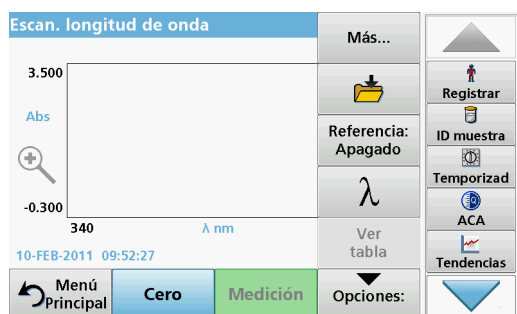 Escan. longitud de onda
Más...
3.500
Abs
-0.300
340
λ nm
10-FEB-2011 09:52:27
Referencia:
Apagado
λ
Ver
tabla
Menú
Principal
Cero
Medición
Opciones:
Registrar
ID muestra
Temporizad
ACA
Tendencias